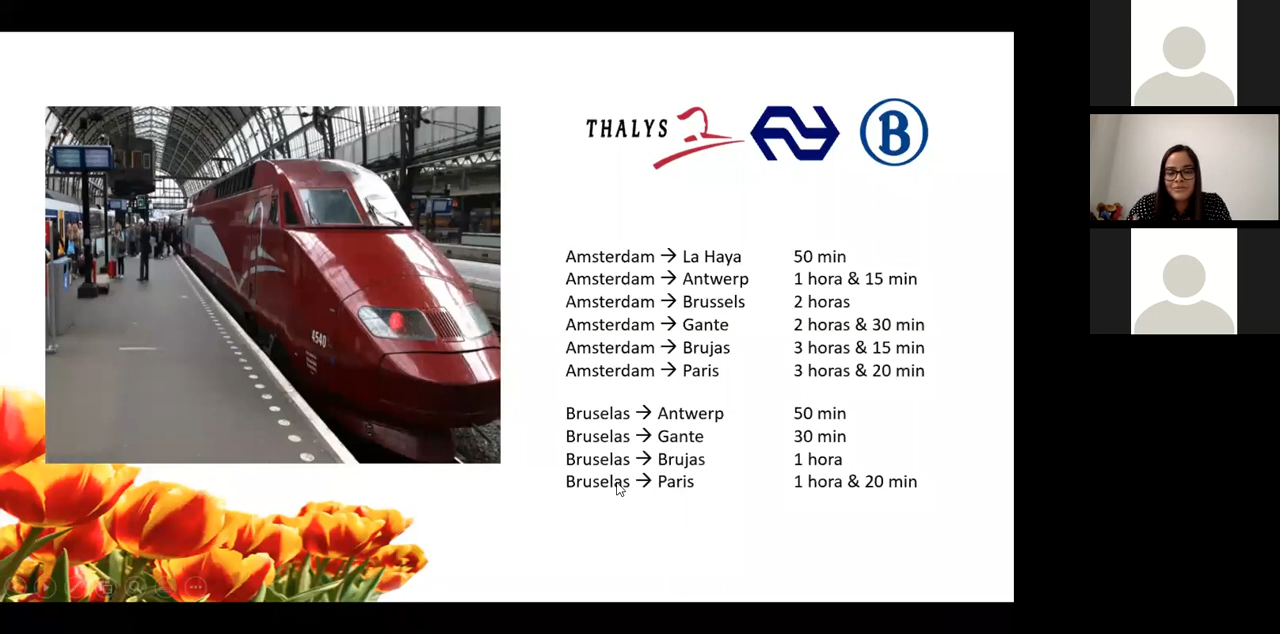 THALYS
B
Amsterdam → La Haya 50 min
Amsterdam → Antwerp 1 hora & 15 min
Amsterdam → Brussels 2 horas
Amsterdam → Gante 2 horas & 30 min
Amsterdam → Brujas 3 horas & 15 min
Amsterdam → Paris 3 horas & 20 min
Bruselas → Antwerp 50 min
Bruselas → Gante 30 min
Bruselas → Brujas 1 hora
Bruselas → Paris 1 hora & 20 min
4540